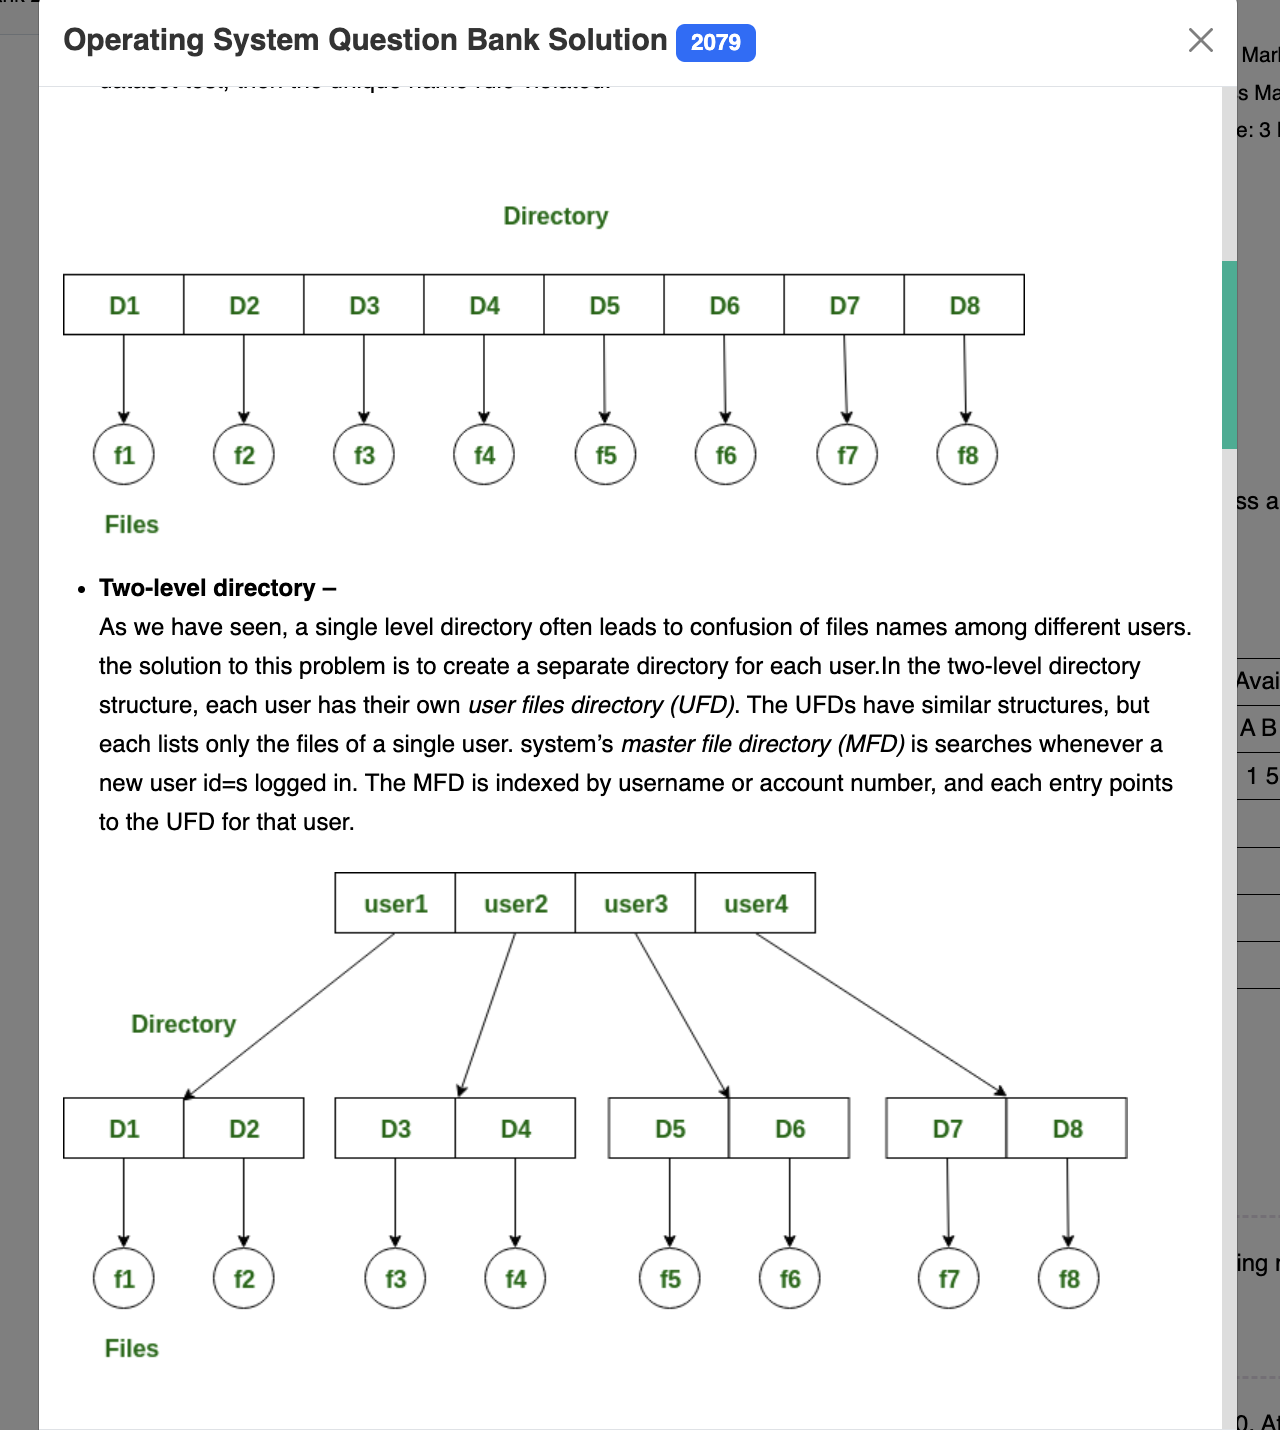 Operating System Question Bank Solution 2079
Directory
D1 D2 D3 D4 D5 D6 D7 D8
f1 f2 f3 f4 f5 f6 f7 f8
Files
• Two-level directory –
As we have seen, a single level directory often leads to confusion of files names among different users.
the solution to this problem is to create a separate directory for each user.In the two-level directory
structure, each user has their own user files directory (UFD). The UFDs have similar structures, but
each lists only the files of a single user. system’s master file directory (MFD) is searches whenever a
new user id=s logged in. The MFD is indexed by username or account number, and each entry points
to the UFD for that user.
user1 user2 user3 user4
Directory
D1 D2 D3 D4 D5 D6 D7 D8
f1 f2 f3 f4 f5 f6 f7 f8
Files
e: 3
ss a
Avai
A B
1 5
ing
0. At